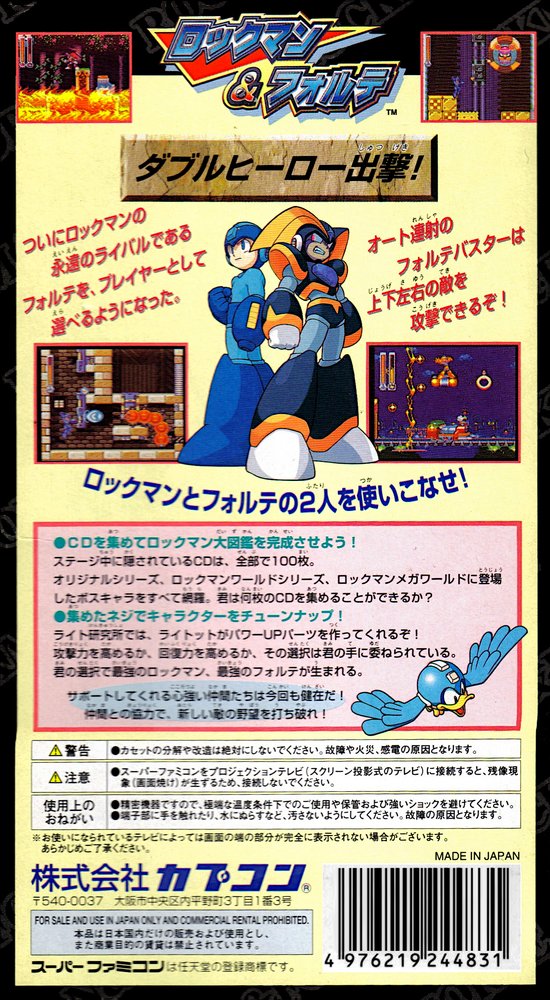 ロックマン
&フォルテ™
ダブルヒーロー出撃!
ついにロックマンの
永遠のライバルである
フォルテを、プレイヤーとして
選べるようになった。
オート連射の
フォルテバスターは
上下左右の敵を
攻撃できるぞ!
ロックマンとフォルテの2人を使いこなせ!
●CDを集めてロックマン大図鑑を完成させよう!
ステージ中に隠されているCDは、全部で100枚。
オリジナルシリーズ、ロックマンワールドシリーズ、ロックマンメガワールドに登場
したボスキャラをすべて網羅。君は何枚のCDを集めることができるか?
●集めたネジでキャラクターをチューンナップ!
ライト研究所では、ライトットがパワーUPパーツを作ってくれるぞ!
攻撃力を高めるか、回復力を高めるか、その選択は君の手に委ねられている。
君の選択で最強のロックマン、最強のフォルテが生まれる。
サポートしてくれる心強い仲間たちは今回も健在だ!
仲間との協力で、新しい敵の野望を打ち破れ!
⚠警告 ●カセットの分解や改造は絶対にしないでください。故障や火災、感電の原因となります。
⚠注意 ●スーパーファミコンをプロジェクションテレビ(スクリーン投影式のテレビ)に接続すると、残像現
象(画面焼け)が生ずるため、接続しないでください。
使用上の
おねがい
●精密機器ですので、極端な温度条件下でのご使用や保管および強いショックを避けてください。
●端子部に手を触れたり、水にぬらすなど、汚さないようにしてください。故障の原因となります。
※お使いになられているテレビによっては画面の端の部分が完全に表示されない場合がございます。
あらかじめご了承ください。
MADE IN JAPAN
株式会社 カプコン®
〒540-0037 大阪市中央区内平野町3丁目1番3号
FOR SALE AND USE IN JAPAN ONLY AND COMMERCIAL RENTAL PROHIBITED.
本品は日本国内だけの販売および使用とし、
また商業目的の賃貸は禁止されています。
スーパーファミコンは任天堂の登録商標です。
4 976219 244831